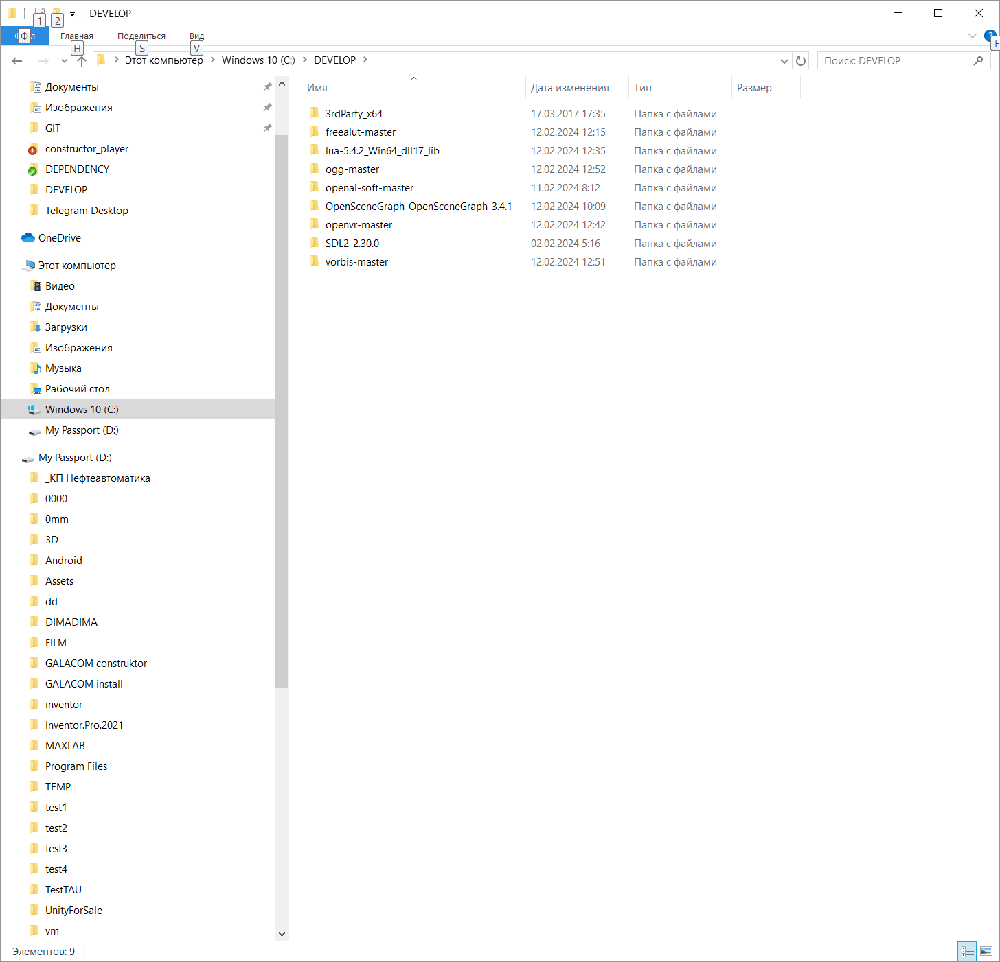 1 2 DEVELOP
Ф л Главная Поделиться Вид
H S V
Этот компьютер Windows 10 (C:) DEVELOP
Поиск: DEVELOP
Документы
Изображения
GIT
constructor_player
DEPENDENCY
DEVELOP
Telegram Desktop
OneDrive
Этот компьютер
Видео
Документы
Загрузки
Изображения
Музыка
Рабочий стол
Windows 10 (C:)
My Passport (D:)
My Passport (D:)
_КП Нефтеавтоматика
0000
0mm
3D
Android
Assets
dd
DIMADIMA
FILM
GALACOM construktor
GALACOM install
inventor
Inventor.Pro.2021
MAXLAB
Program Files
TEMP
test1
test2
test3
test4
TestTAU
UnityForSale
vm
Имя Дата изменения Тип Размер
3rdParty_x64 17.03.2017 17:35 Папка с файлами
freealut-master 12.02.2024 12:15 Папка с файлами
lua-5.4.2_Win64_dll17_lib 12.02.2024 12:35 Папка с файлами
ogg-master 12.02.2024 12:52 Папка с файлами
openal-soft-master 11.02.2024 8:12 Папка с файлами
OpenSceneGraph-OpenSceneGraph-3.4.1 12.02.2024 10:09 Папка с файлами
openvr-master 12.02.2024 12:42 Папка с файлами
SDL2-2.30.0 02.02.2024 5:16 Папка с файлами
vorbis-master 12.02.2024 12:51 Папка с файлами
Элементов: 9